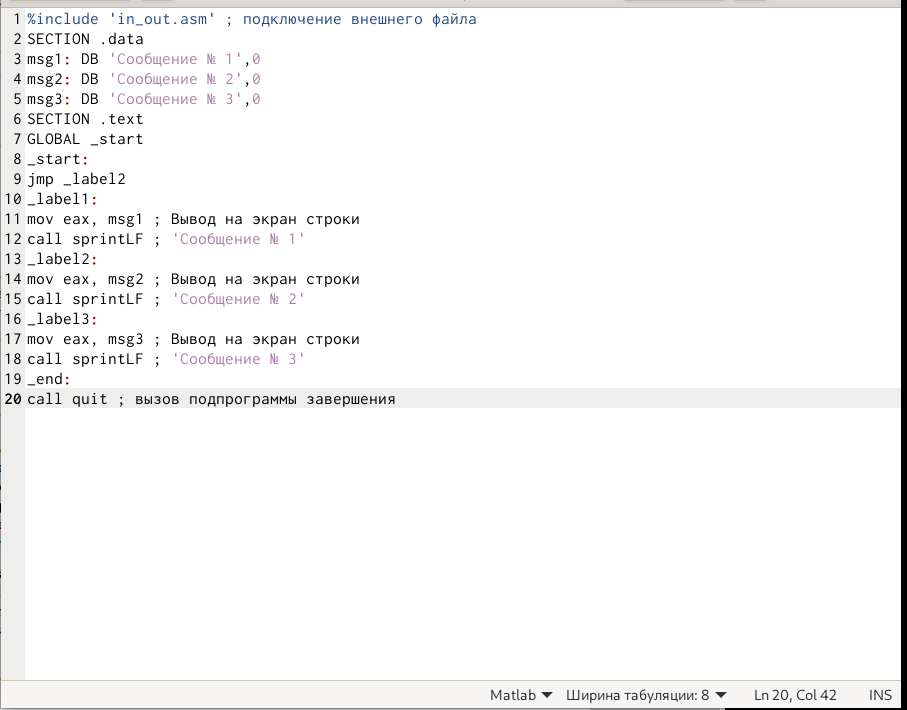 1 %include 'in_out.asm' ; подключение внешнего файла
2 SECTION .data
3 msg1: DB 'Сообщение № 1',0
4 msg2: DB 'Сообщение № 2',0
5 msg3: DB 'Сообщение № 3',0
6 SECTION .text
7 GLOBAL _start
8 _start:
9 jmp _label2
10 _label1:
11 mov eax, msg1 ; Вывод на экран строки
12 call sprintLF ; 'Сообщение № 1'
13 _label2:
14 mov eax, msg2 ; Вывод на экран строки
15 call sprintLF ; 'Сообщение № 2'
16 _label3:
17 mov eax, msg3 ; Вывод на экран строки
18 call sprintLF ; 'Сообщение № 3'
19 _end:
20 call quit ; вызов подпрограммы завершения
Matlab Ширина табуляции: 8 Ln 20, Col 42 INS